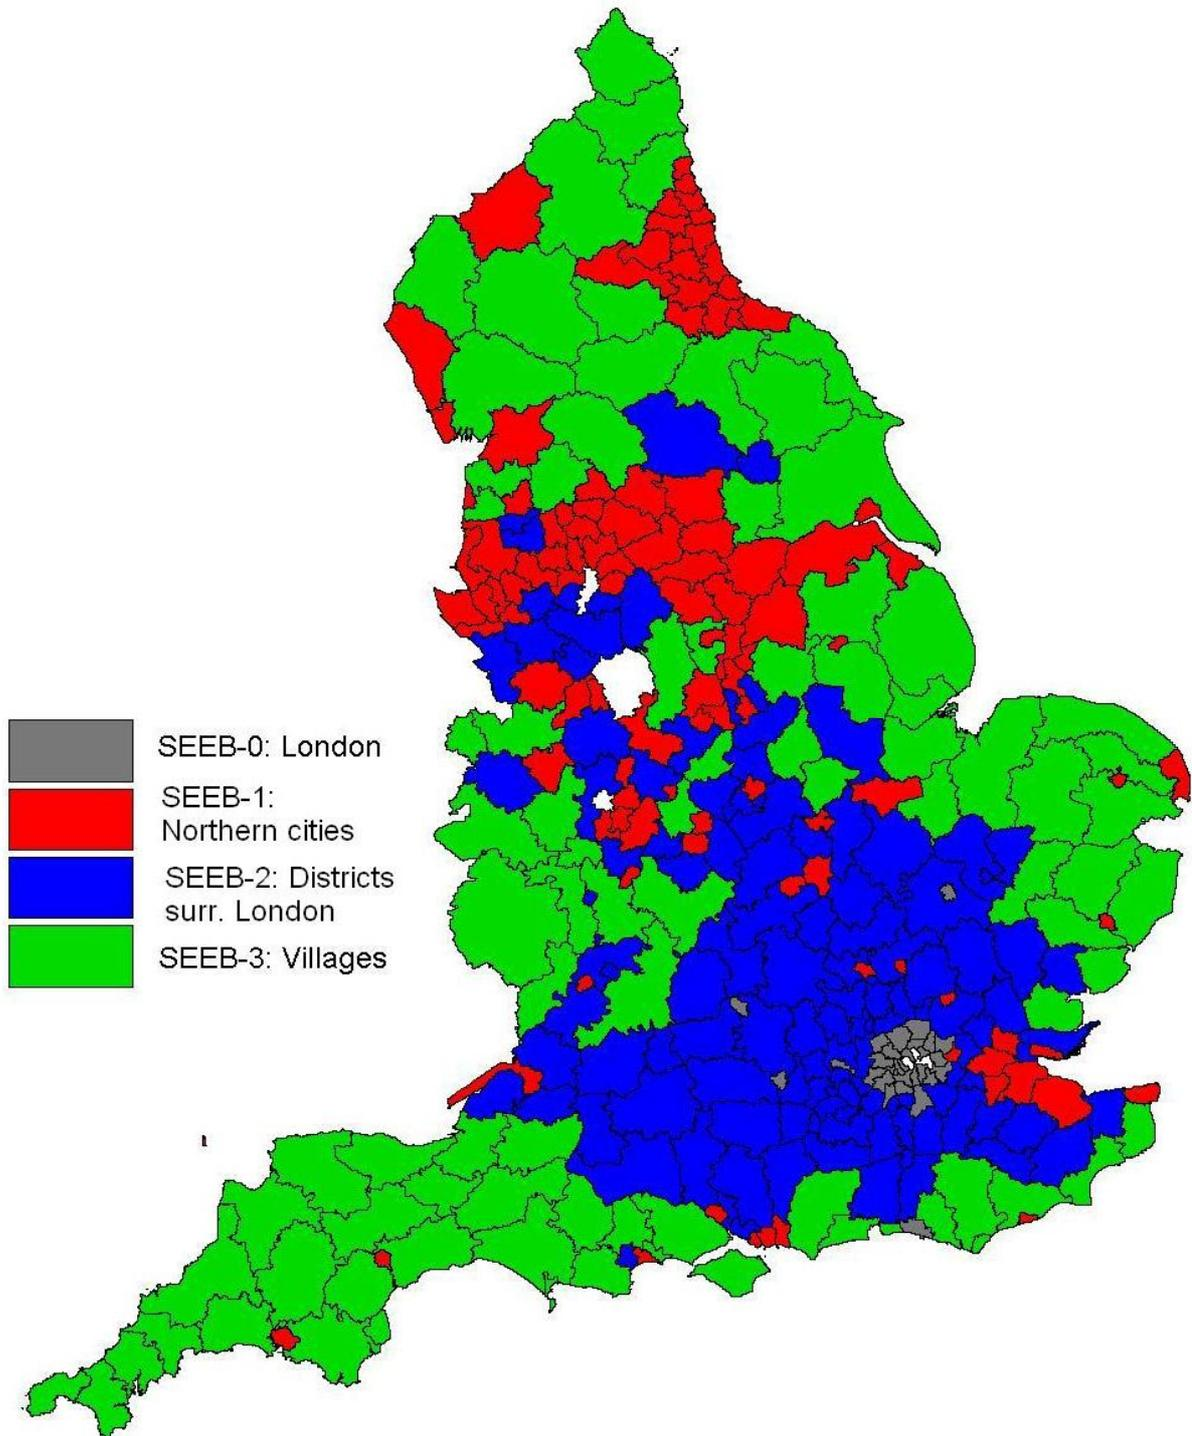 SEEB-0: London
SEEB-1:
Northern cities
SEEB-2: Districts
surr. London
SEEB-3: Villages